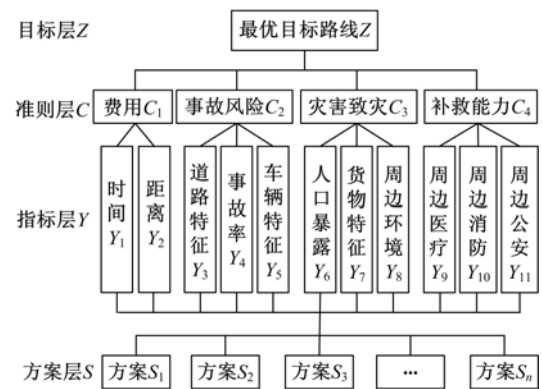 目标层Z
最优目标路线Z
准则层C
费用C₁
事故风险C₂
灾害致灾C₃
补救能力C₄
指标层Y
时间Y₁
距离Y₂
道路特征Y₃
事故率Y₄
车辆特征Y₅
人口暴露Y₆
货物特征Y₇
周边环境Y₈
周边医疗Y₉
周边消防Y₁₀
周边公安Y₁₁
方案层S
方案S₁
方案S₂
方案S₃
...
方案Sₙ